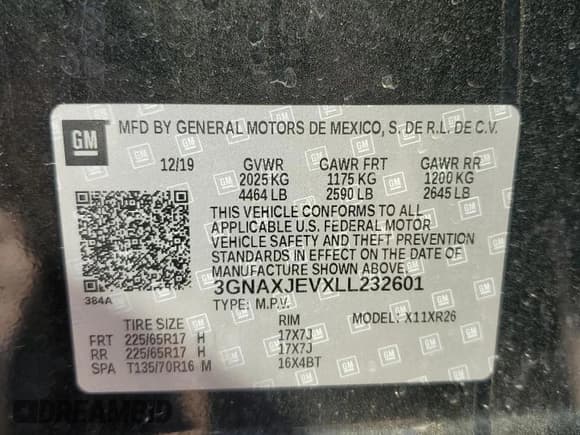 GM MFD BY GENERAL MOTORS DE MEXICO, S. DE R.L. DE C.V.
12/19 GVWR GAWR FRT GAWR RR
2025 KG 1175 KG 1200 KG
4464 LB 2590 LB 2645 LB
THIS VEHICLE CONFORMS TO ALL
APPLICABLE U.S. FEDERAL MOTOR
VEHICLE SAFETY AND THEFT PREVENTION
STANDARDS IN EFFECT ON THE DATE OF
MANUFACTURE SHOWN ABOVE.
384A 3GNAXJEVXLL232601
TYPE: M.P.V.
TIRE SIZE RIM MODEL: X11XR26
FRT 225/65R17 H 17X7J
RR 225/65R17 H 17X7J
SPA T135/70R16 M 16X4BT
DREAMBID